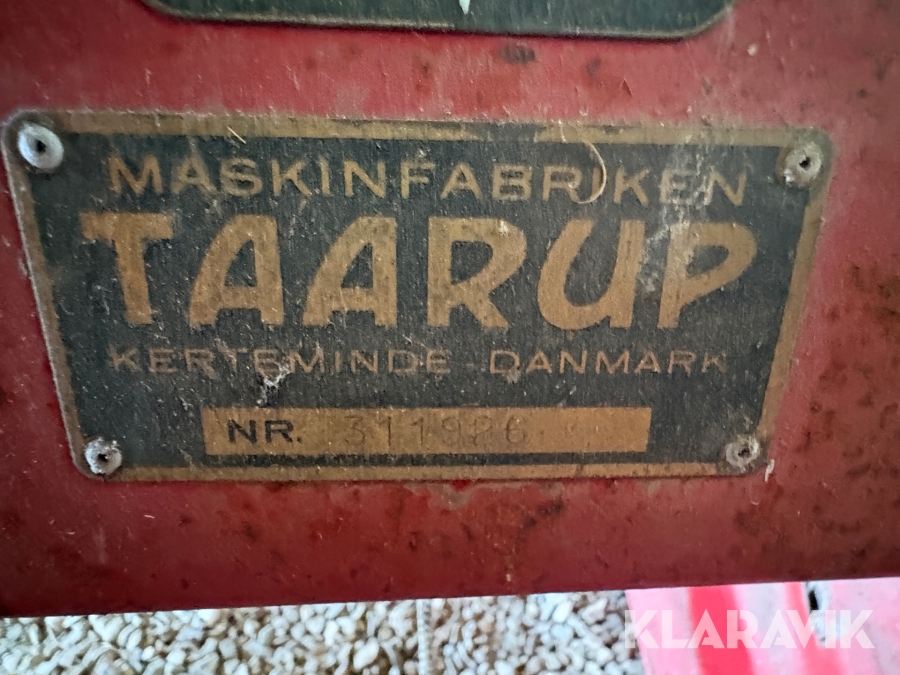 MASKINFABRIKEN
TAARUP
KERTEMINDE - DANMARK
NR. 311926
KLARAVIK